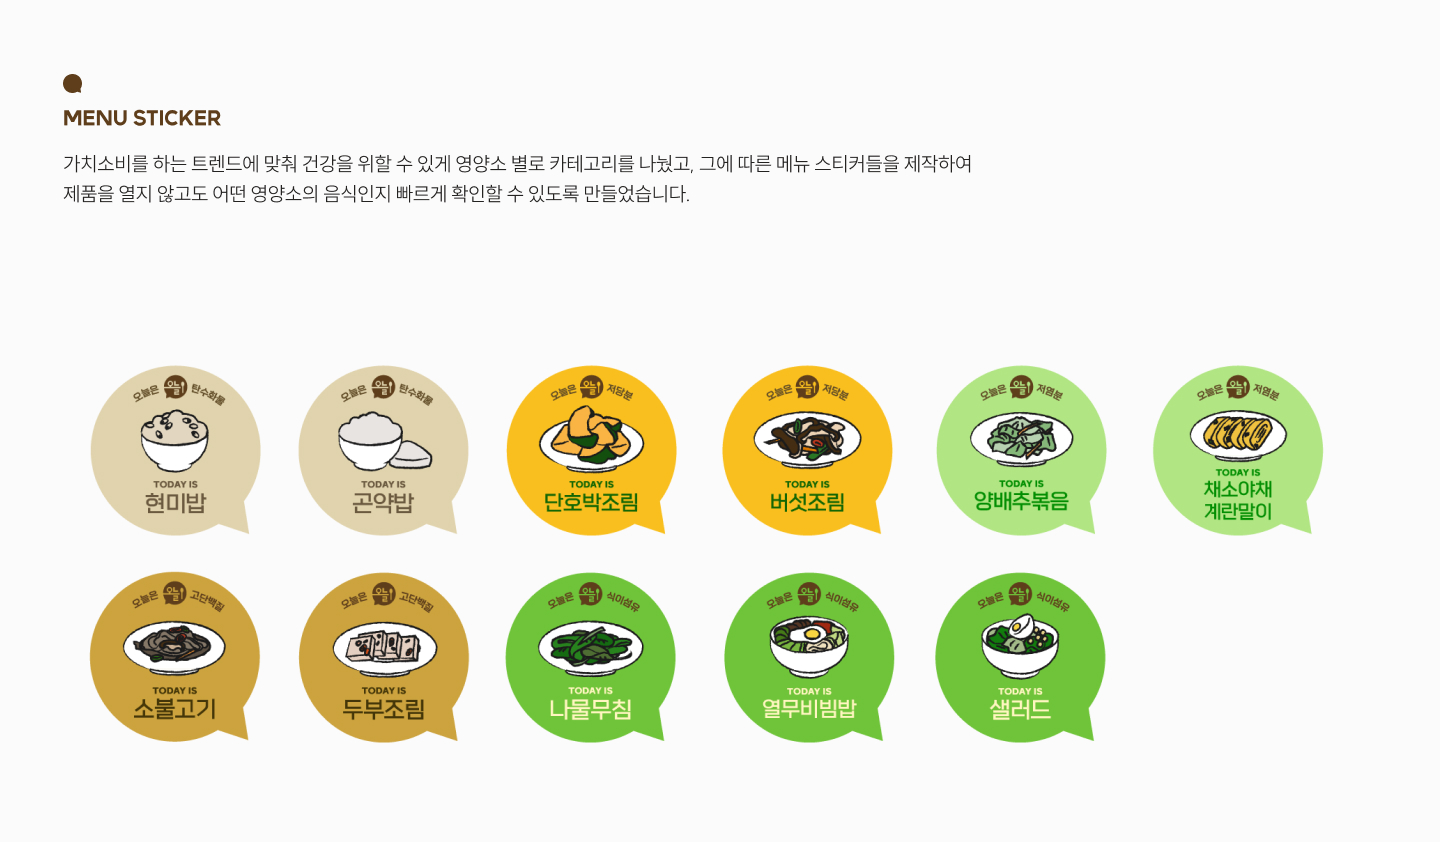 MENU STICKER
가치소비를 하는 트렌드에 맞춰 건강을 위할 수 있게 영양소 별로 카테고리를 나눴고, 그에 따른 메뉴 스티커들을 제작하여
제품을 열지 않고도 어떤 영양소의 음식인지 빠르게 확인할 수 있도록 만들었습니다.
오늘은 오늘 탄수화물
TODAY IS
현미밥
오늘은 오늘 탄수화물
TODAY IS
곤약밥
오늘은 오늘 저당분
TODAY IS
단호박조림
오늘은 오늘 저당분
TODAY IS
버섯조림
오늘은 오늘 저염분
TODAY IS
양배추볶음
오늘은 오늘 저염분
TODAY IS
채소야채
계란말이
오늘은 오늘 고단백질
TODAY IS
소불고기
오늘은 오늘 고단백질
TODAY IS
두부조림
오늘은 오늘 식이섬유
TODAY IS
나물무침
오늘은 오늘 식이섬유
TODAY IS
열무비빔밥
오늘은 오늘 식이섬유
TODAY IS
샐러드